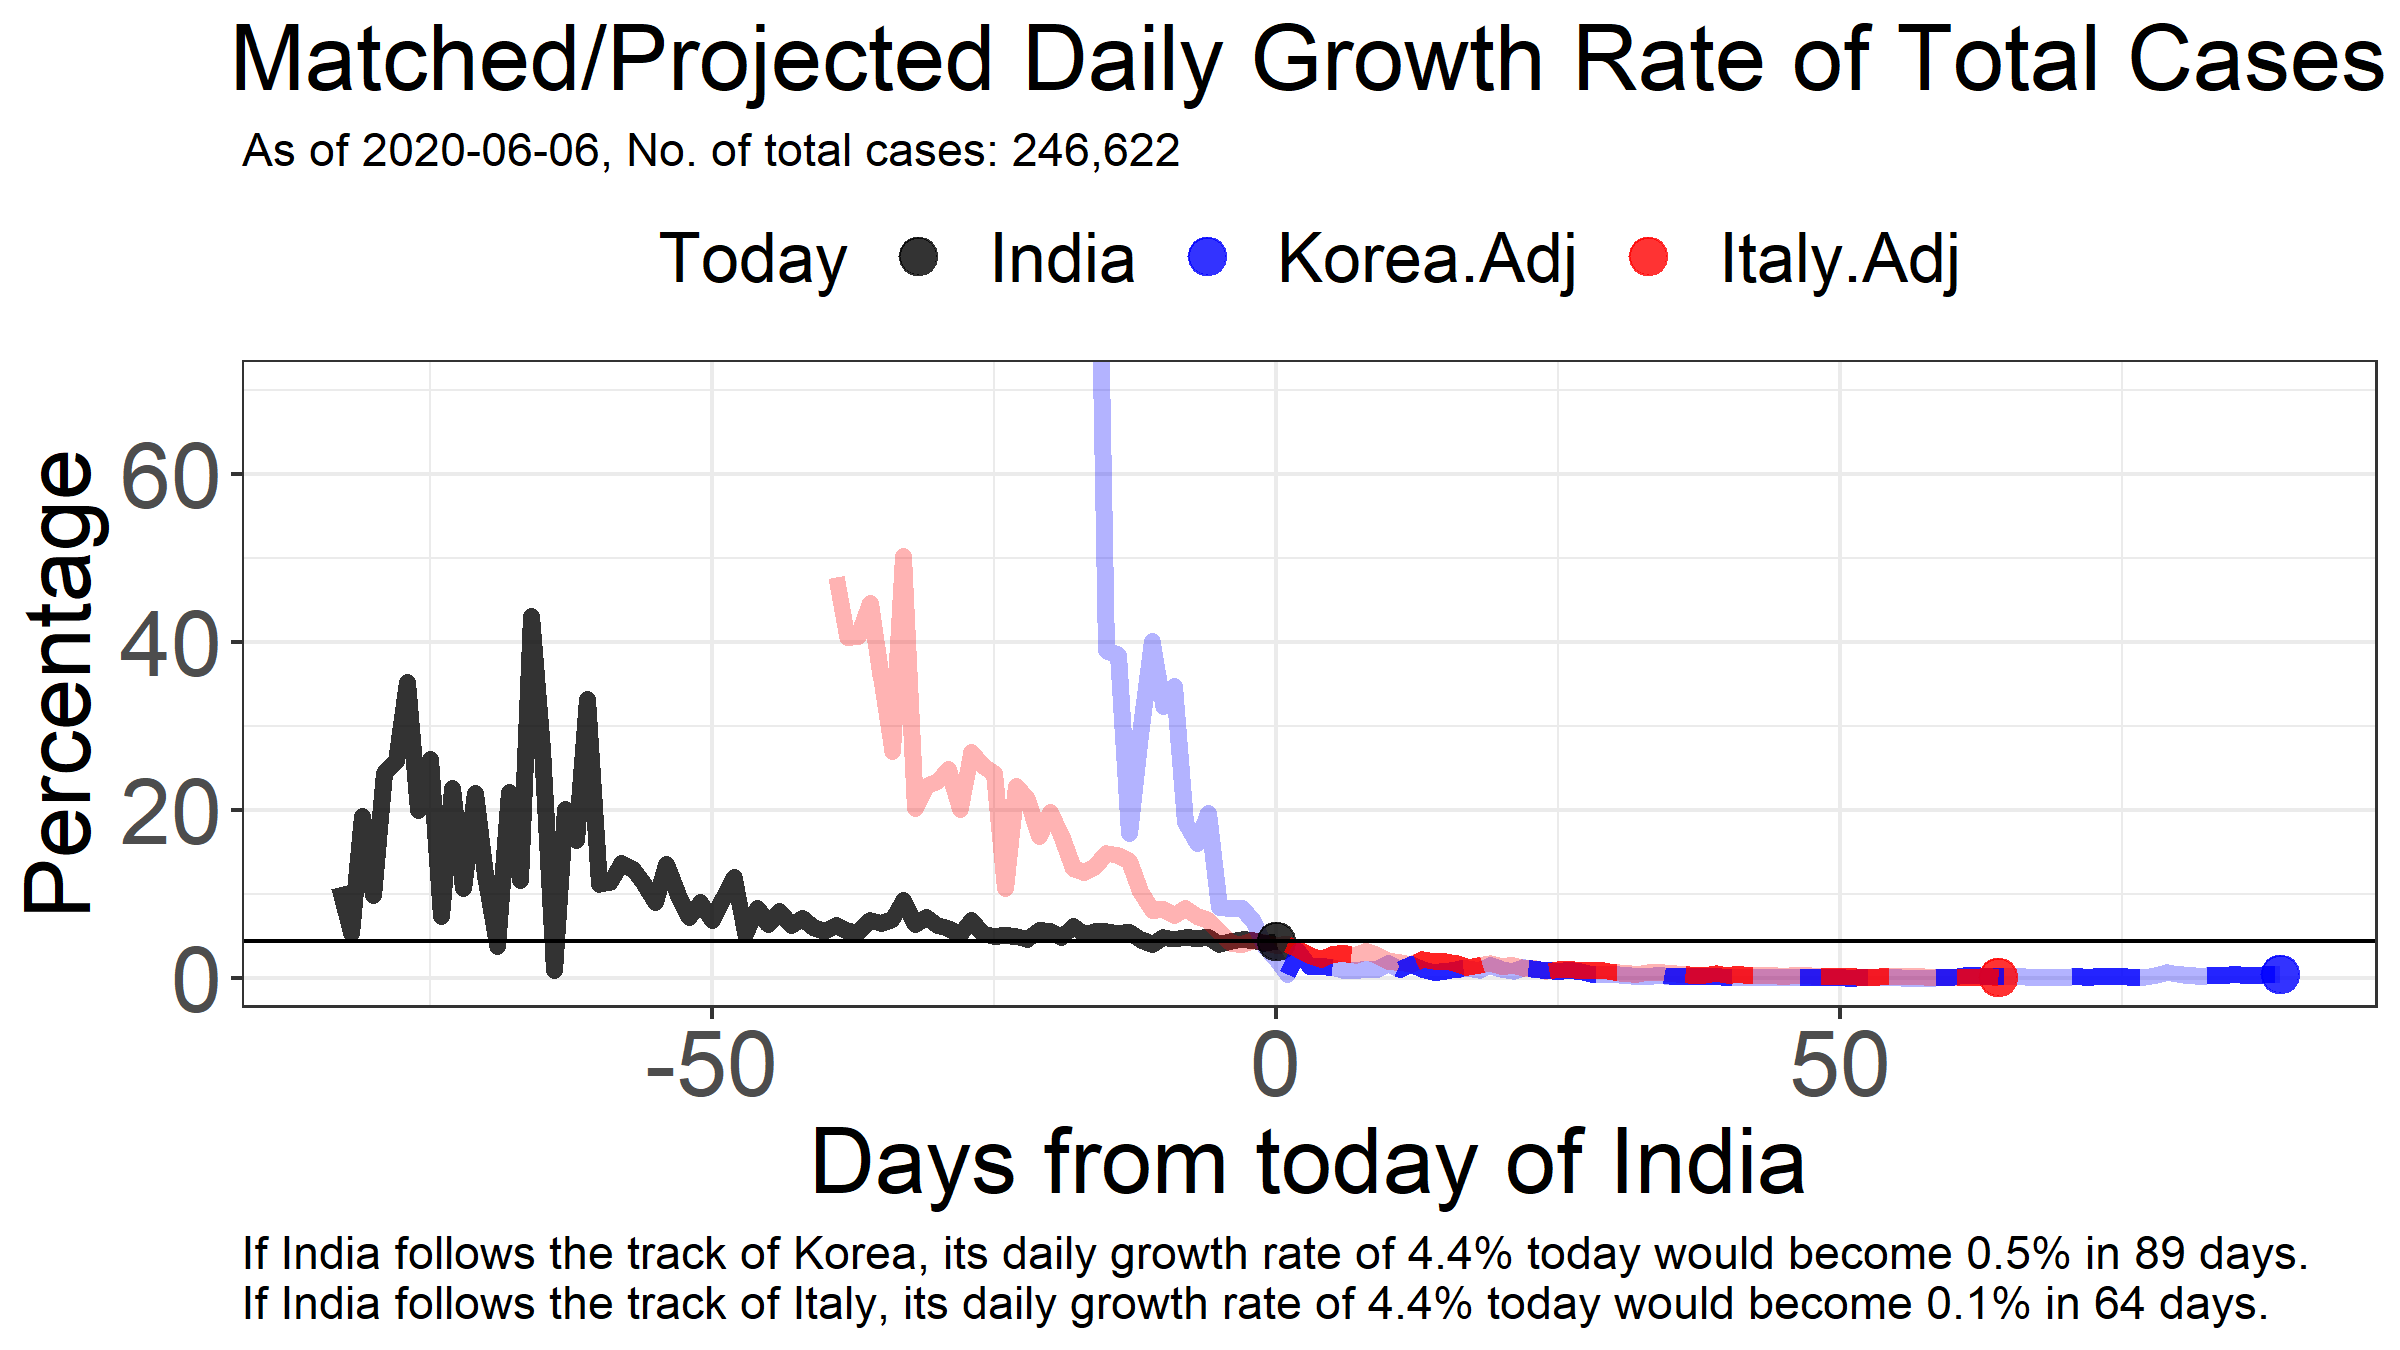 Matched/Projected Daily Growth Rate of Total Cases
As of 2020-06-06, No. of total cases: 246,622
Today India Korea.Adj Italy.Adj
Percentage
60
40
20
0
-50 0 50
Days from today of India
If India follows the track of Korea, its daily growth rate of 4.4% today would become 0.5% in 89 days.
If India follows the track of Italy, its daily growth rate of 4.4% today would become 0.1% in 64 days.